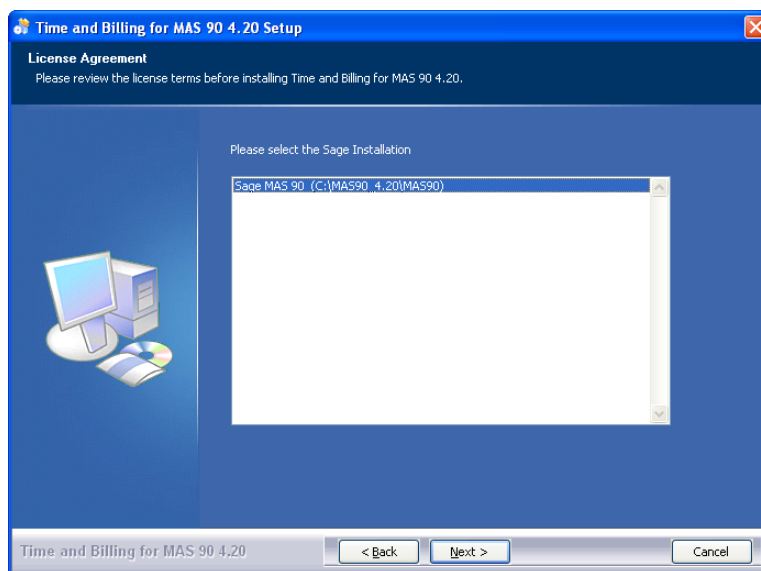 Time and Billing for MAS 90 4.20 Setup
License Agreement
Please review the license terms before installing Time and Billing for MAS 90 4.20.
Please select the Sage Installation
Sage MAS 90 (C:\MAS90_4.20\MAS90)
Time and Billing for MAS 90 4.20
< Back
Next >
Cancel